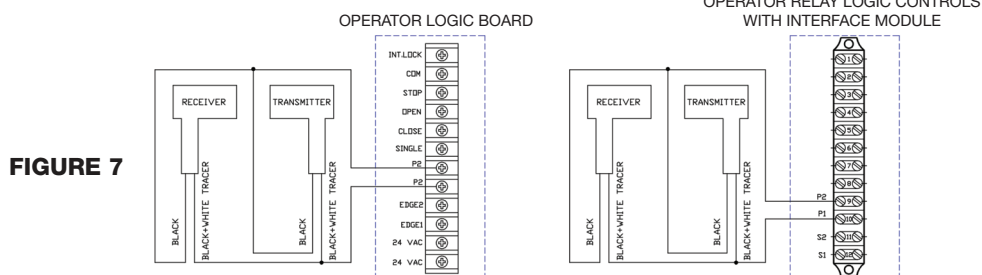 OPERATOR LOGIC BOARD
OPERATOR RELAY LOGIC CONTROLS
WITH INTERFACE MODULE
FIGURE 7
RECEIVER
TRANSMITTER
BLACK
BLACK+WHITE TRACER
BLACK
BLACK+WHITE TRACER
INT.LOCK
COM
STOP
OPEN
CLOSE
SINGLE
P2
P2
EDGE2
EDGE1
24 VAC
24 VAC
RECEIVER
TRANSMITTER
BLACK
BLACK+WHITE TRACER
BLACK
BLACK+WHITE TRACER
1
2
3
4
5
6
7
8
P2 9
P1 10
S2 11
S1 12